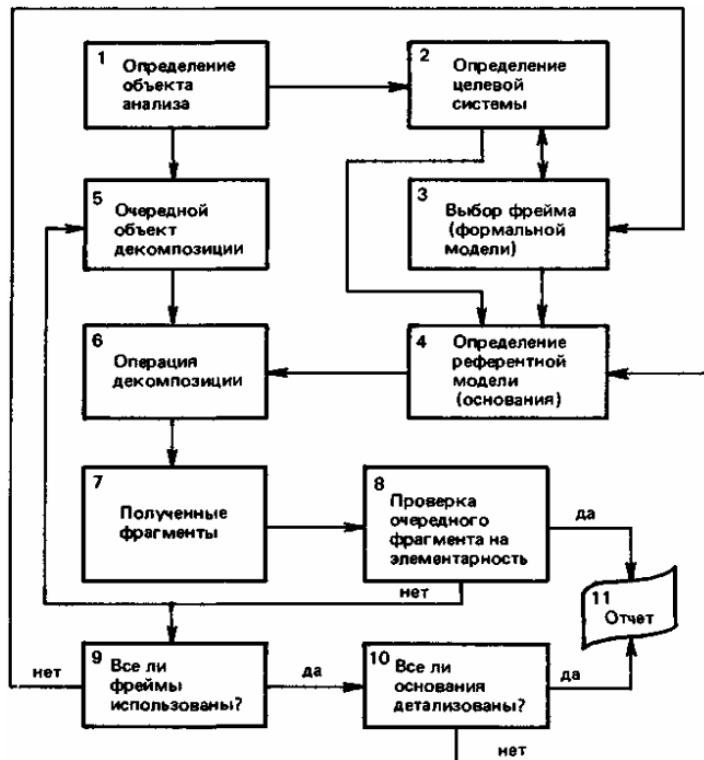 1
Определение
объекта
анализа
2
Определение
целевой
системы
5
Очередной
объект
декомпозиции
3
Выбор фрейма
(формальной
модели)
6
Операция
декомпозиции
4
Определение
референтной
модели
(основания)
7
Полученные
фрагменты
8
Проверка
очередного
фрагмента на
элементарность
да
нет
11
Отчет
нет
9
Все ли
фреймы
использованы?
да
10
Все ли
основания
детализованы?
да
нет